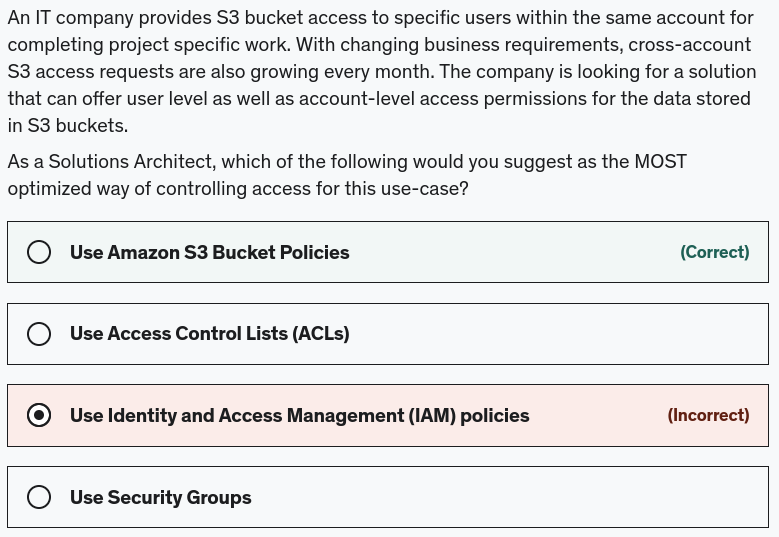 An IT company provides S3 bucket access to specific users within the same account for
completing project specific work. With changing business requirements, cross-account
S3 access requests are also growing every month. The company is looking for a solution
that can offer user level as well as account-level access permissions for the data stored
in S3 buckets.
As a Solutions Architect, which of the following would you suggest as the MOST
optimized way of controlling access for this use-case?
Use Amazon S3 Bucket Policies (Correct)
Use Access Control Lists (ACLs)
Use Identity and Access Management (IAM) policies (Incorrect)
Use Security Groups